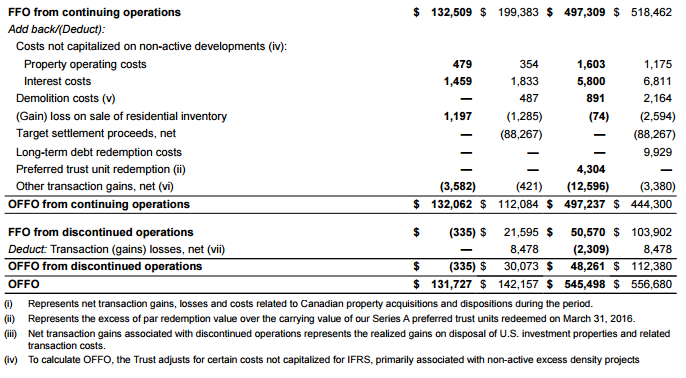 FFO from continuing operations $ 132,509 $ 199,383 $ 497,309 $ 518,462
Add back/(Deduct):
Costs not capitalized on non-active developments (iv):
Property operating costs 479 354 1,603 1,175
Interest costs 1,459 1,833 5,800 6,811
Demolition costs (v) — 487 891 2,164
(Gain) loss on sale of residential inventory 1,197 (1,285) (74) (2,594)
Target settlement proceeds, net — (88,267) — (88,267)
Long-term debt redemption costs — — — 9,929
Preferred trust unit redemption (ii) — — 4,304 —
Other transaction gains, net (vi) (3,582) (421) (12,596) (3,380)
OFFO from continuing operations $ 132,062 $ 112,084 $ 497,237 $ 444,300
FFO from discontinued operations $ (335) $ 21,595 $ 50,570 $ 103,902
Deduct: Transaction (gains) losses, net (vii) — 8,478 (2,309) 8,478
OFFO from discontinued operations $ (335) $ 30,073 $ 48,261 $ 112,380
OFFO $ 131,727 $ 142,157 $ 545,498 $ 556,680
(i) Represents net transaction gains, losses and costs related to Canadian property acquisitions and dispositions during the period.
(ii) Represents the excess of par redemption value over the carrying value of our Series A preferred trust units redeemed on March 31, 2016.
(iii) Net transaction gains associated with discontinued operations represents the realized gains on disposal of U.S. investment properties and related
transaction costs.
(iv) To calculate OFFO, the Trust adjusts for certain costs not capitalized for IFRS, primarily associated with non-active excess density projects